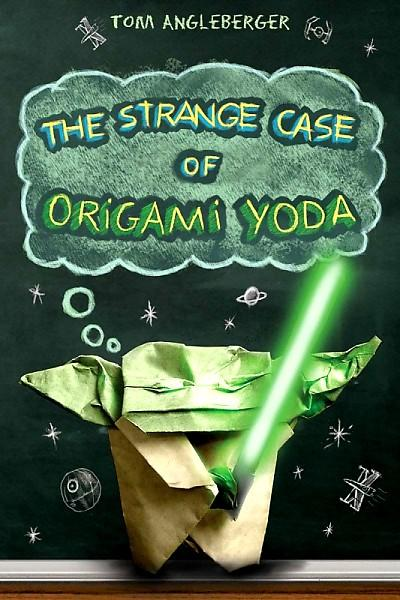 TOM ANGLEBERGER
THE STRANGE CASE
OF
ORIGAMI YODA